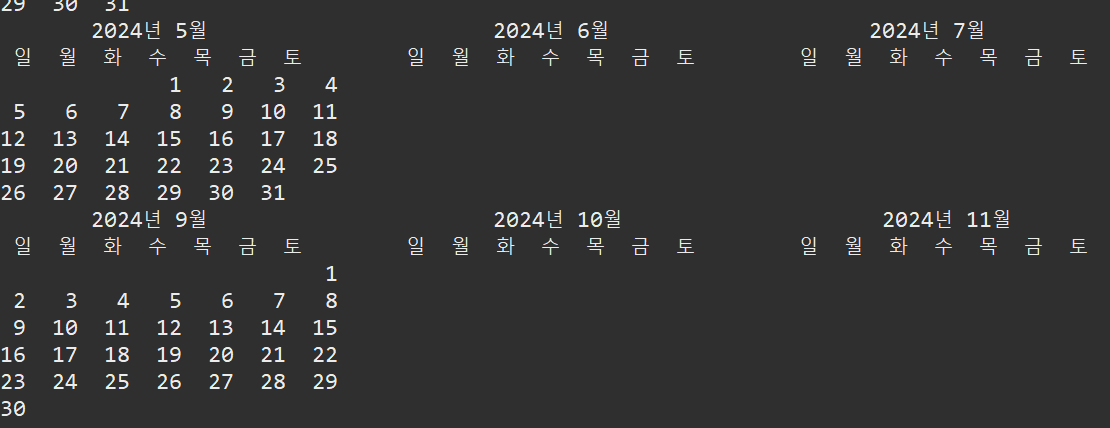 29 30 31
2024년 5월 2024년 6월 2024년 7월
일 월 화 수 목 금 토 일 월 화 수 목 금 토 일 월 화 수 목 금 토
1 2 3 4
5 6 7 8 9 10 11
12 13 14 15 16 17 18
19 20 21 22 23 24 25
26 27 28 29 30 31
2024년 9월 2024년 10월 2024년 11월
일 월 화 수 목 금 토 일 월 화 수 목 금 토 일 월 화 수 목 금 토
1
2 3 4 5 6 7 8
9 10 11 12 13 14 15
16 17 18 19 20 21 22
23 24 25 26 27 28 29
30